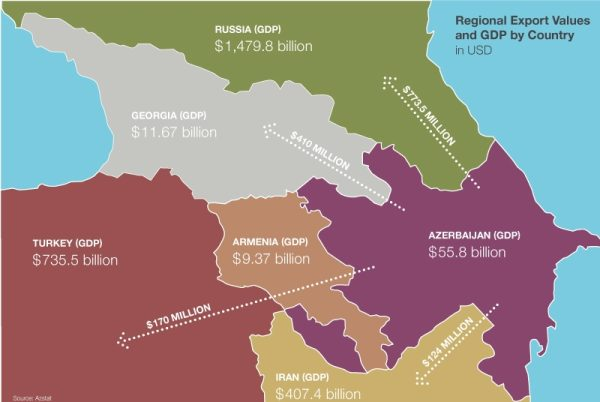 RUSSIA (GDP)
$1,479.8 billion
Regional Export Values
and GDP by Country
in USD
GEORGIA (GDP)
$11.67 billion
$410 MILLION
$773.5 MILLION
TURKEY (GDP)
$735.5 billion
ARMENIA (GDP)
$9.37 billion
AZERBAIJAN (GDP)
$55.8 billion
$170 MILLION
$124 MILLION
IRAN (GDP)
$407.4 billion
Source: Azstat